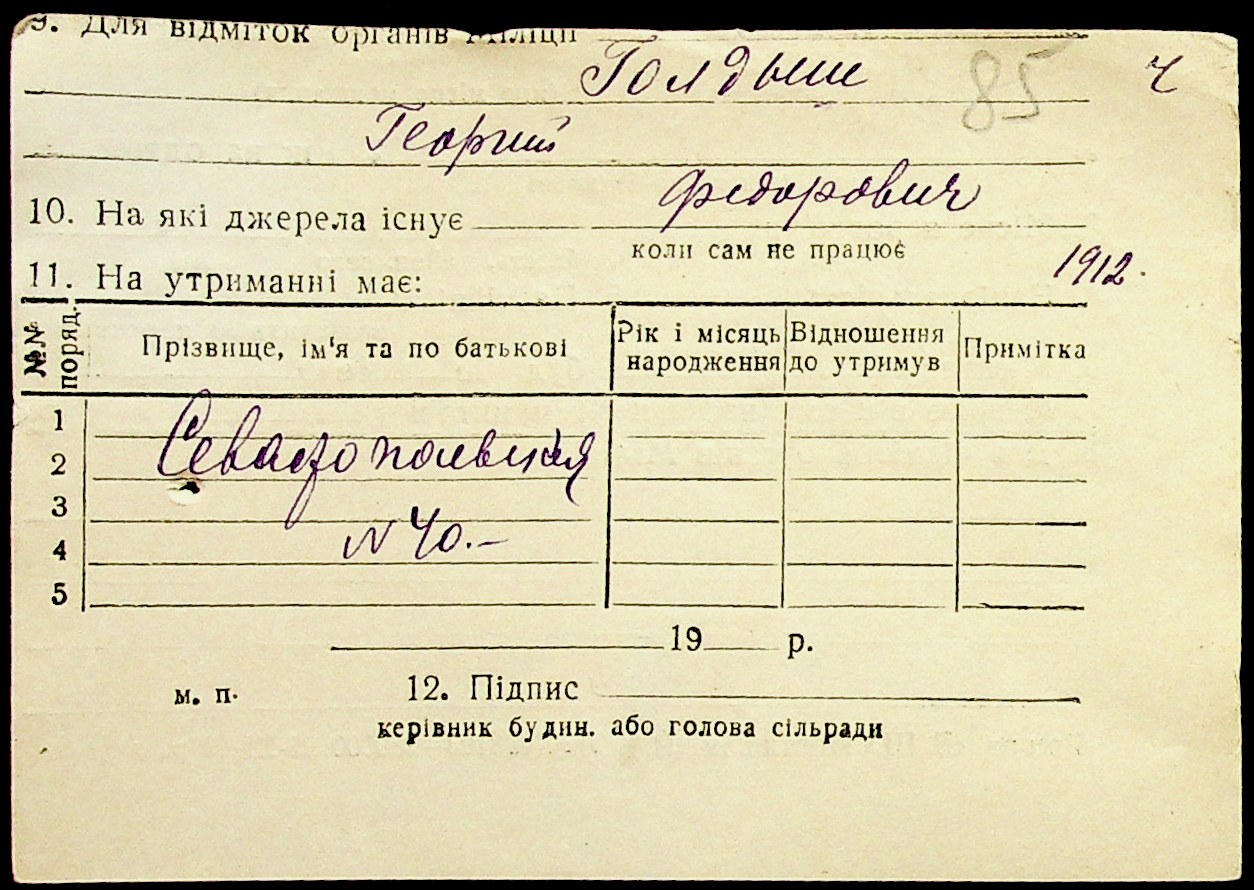 9. Для відміток органів міліції
Голдыш 85 ч
Георгий
Федорович
10. На які джерела існує
коли сам не працює
1912.
11. На утриманні має:
№№ поряд. Прізвище, ім'я та по батькові Рік і місяць народження Відношення до утримув Примітка
1
Севастопольская
2
3
N 40.—
4
5
19 р.
м. п. 12. Підпис
керівник будин. або голова сільради